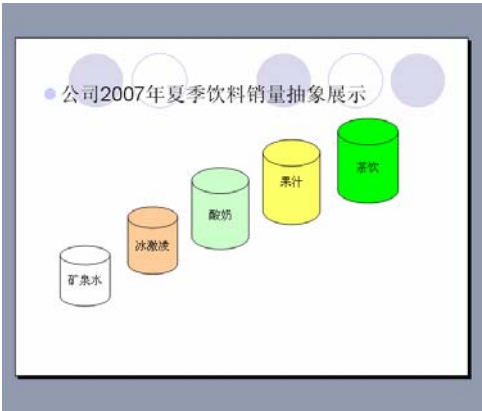 公司2007年夏季饮料销量抽象展示
茶饮
果汁
酸奶
冰激凌
矿泉水